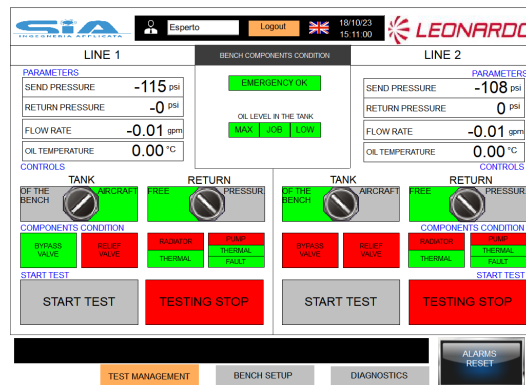 SiA
INGEGNERIA APPLICATA
Esperto
Logout
18/10/23
15:11:00
LEONARDO
LINE 1
BENCH COMPONENTS CONDITION
LINE 2
PARAMETERS
SEND PRESSURE -115 psi
RETURN PRESSURE -0 psi
FLOW RATE -0.01 gpm
OIL TEMPERATURE 0.00 °C
EMERGENCY OK
OIL LEVEL IN THE TANK
MAX JOB LOW
PARAMETERS
SEND PRESSURE -108 psi
RETURN PRESSURE 0 psi
FLOW RATE -0.01 gpm
OIL TEMPERATURE 0.00 °C
CONTROLS
TANK
OF THE BENCH
AIRCRAFT
RETURN
FREE
PRESSUR
COMPONENTS CONDITION
BYPASS VALVE
RELIEF VALVE
RADIATOR
THERMAL
PUMP
THERMAL
FAULT
START TEST
START TEST
TESTING STOP
CONTROLS
TANK
OF THE BENCH
AIRCRAFT
RETURN
FREE
PRESSUR
COMPONENTS CONDITION
BYPASS VALVE
RELIEF VALVE
RADIATOR
THERMAL
PUMP
THERMAL
FAULT
START TEST
START TEST
TESTING STOP
TEST MANAGEMENT
BENCH SETUP
DIAGNOSTICS
ALARMS
RESET